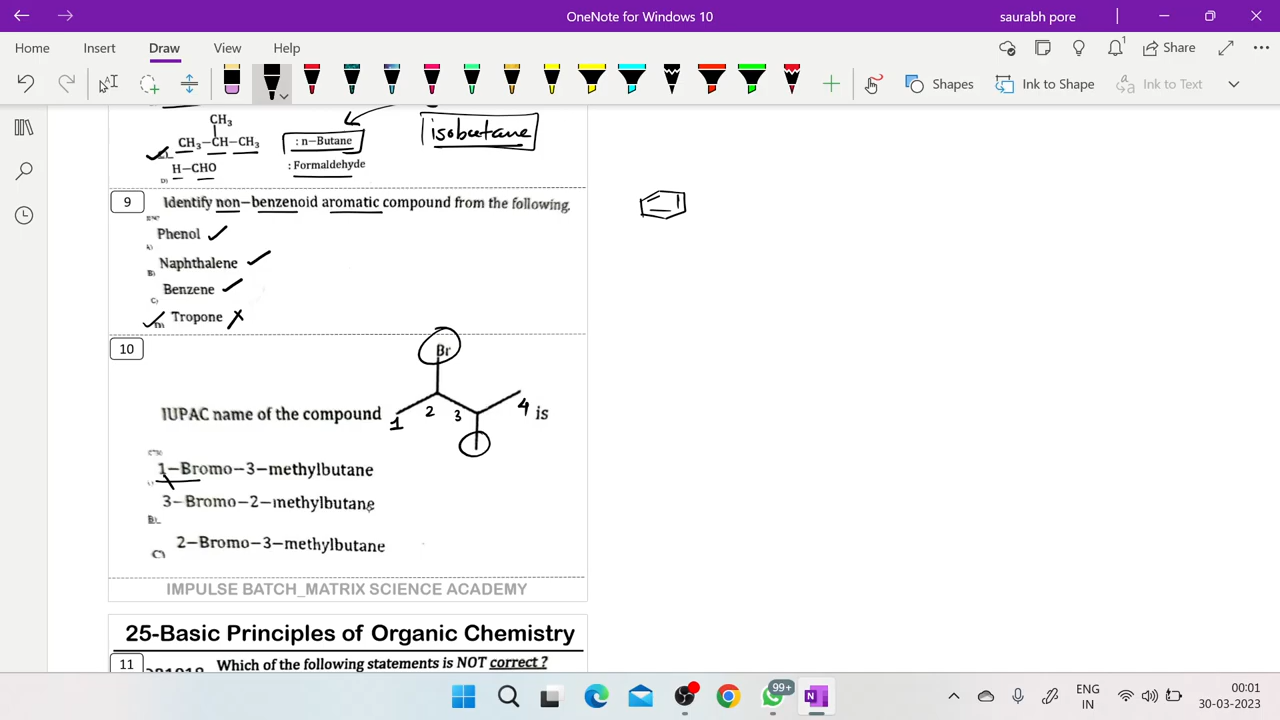 OneNote for Windows 10
saurabh pore
Home Insert Draw View Help
Share
Shapes
Ink to Shape
Ink to Text
CH₃
CH₃–CH–CH₃
: n–Butane
isobutane
H–CHO
: Formaldehyde
D)
9
Identify non–benzenoid aromatic compound from the following.
Phenol
A)
Naphthalene
B)
Benzene
C)
Tropone
D)
10
Br
IUPAC name of the compound
1 2 3 4
is
1–Bromo–3–methylbutane
3–Bromo–2–methylbutane
B)
2–Bromo–3–methylbutane
C)
IMPULSE BATCH_MATRIX SCIENCE ACADEMY
25-Basic Principles of Organic Chemistry
11
Which of the following statements is NOT correct ?
99+
ENG
IN
00:01
30-03-2023